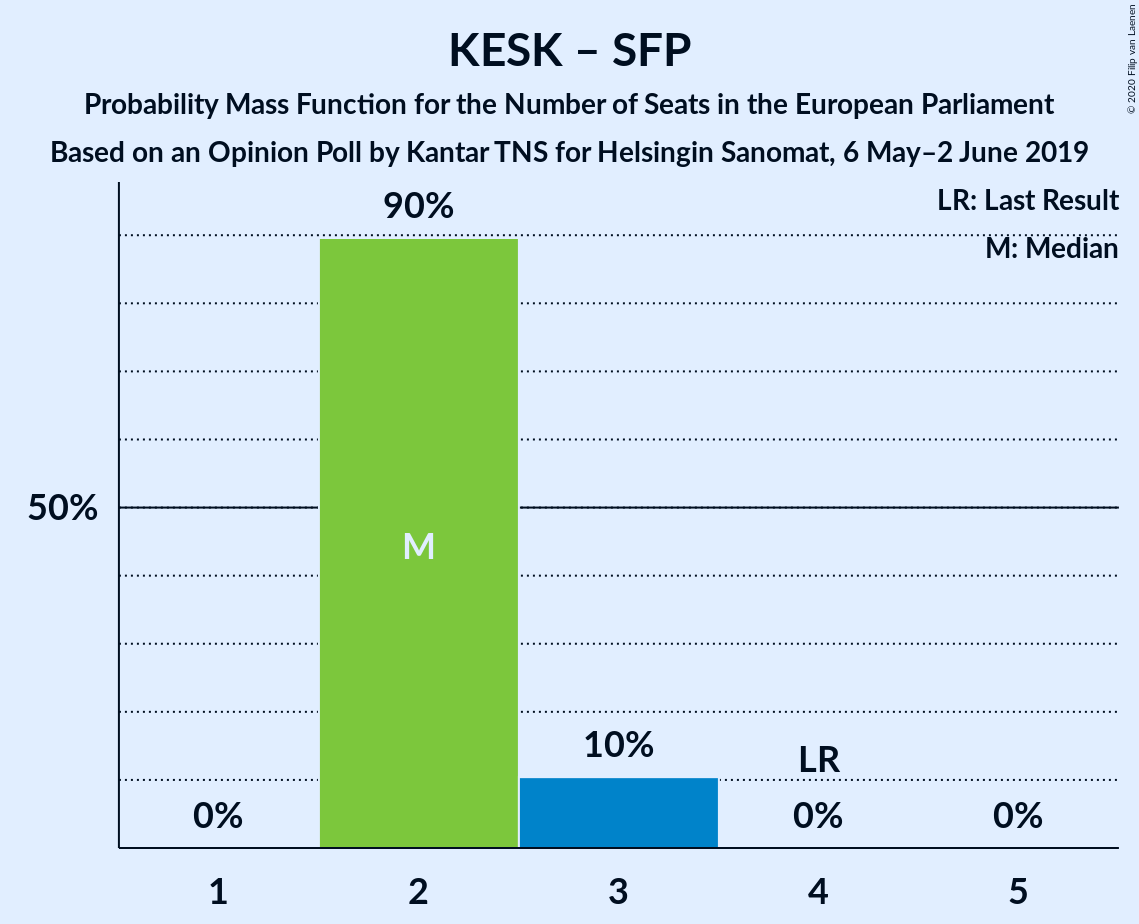 KESK – SFP
Probability Mass Function for the Number of Seats in the European Parliament
Based on an Opinion Poll by Kantar TNS for Helsingin Sanomat, 6 May–2 June 2019
© 2020 Filip van Laenen
LR: Last Result
M: Median
90%
50%
M
10%
LR
0%
0%
0%
1
2
3
4
5